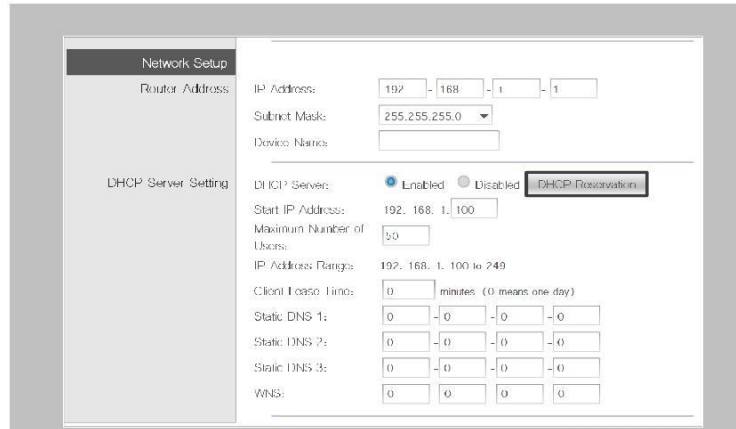 Network Setup
Router Address
IP Address:
192 - 168 - 1 - 1
Subnet Mask:
255.255.255.0
Device Name:
DHCP Server Setting
DHCP Server:
Enabled
Disabled
DHCP Reservation
Start IP Address:
192. 168. 1. 100
Maximum Number of
Users:
50
IP Address Range:
192. 168. 1. 100 to 249
Client Lease Time:
0 minutes (0 means one day)
Static DNS 1:
0 - 0 - 0 - 0
Static DNS 2:
0 - 0 - 0 - 0
Static DNS 3:
0 - 0 - 0 - 0
WNS:
0 0 0 0